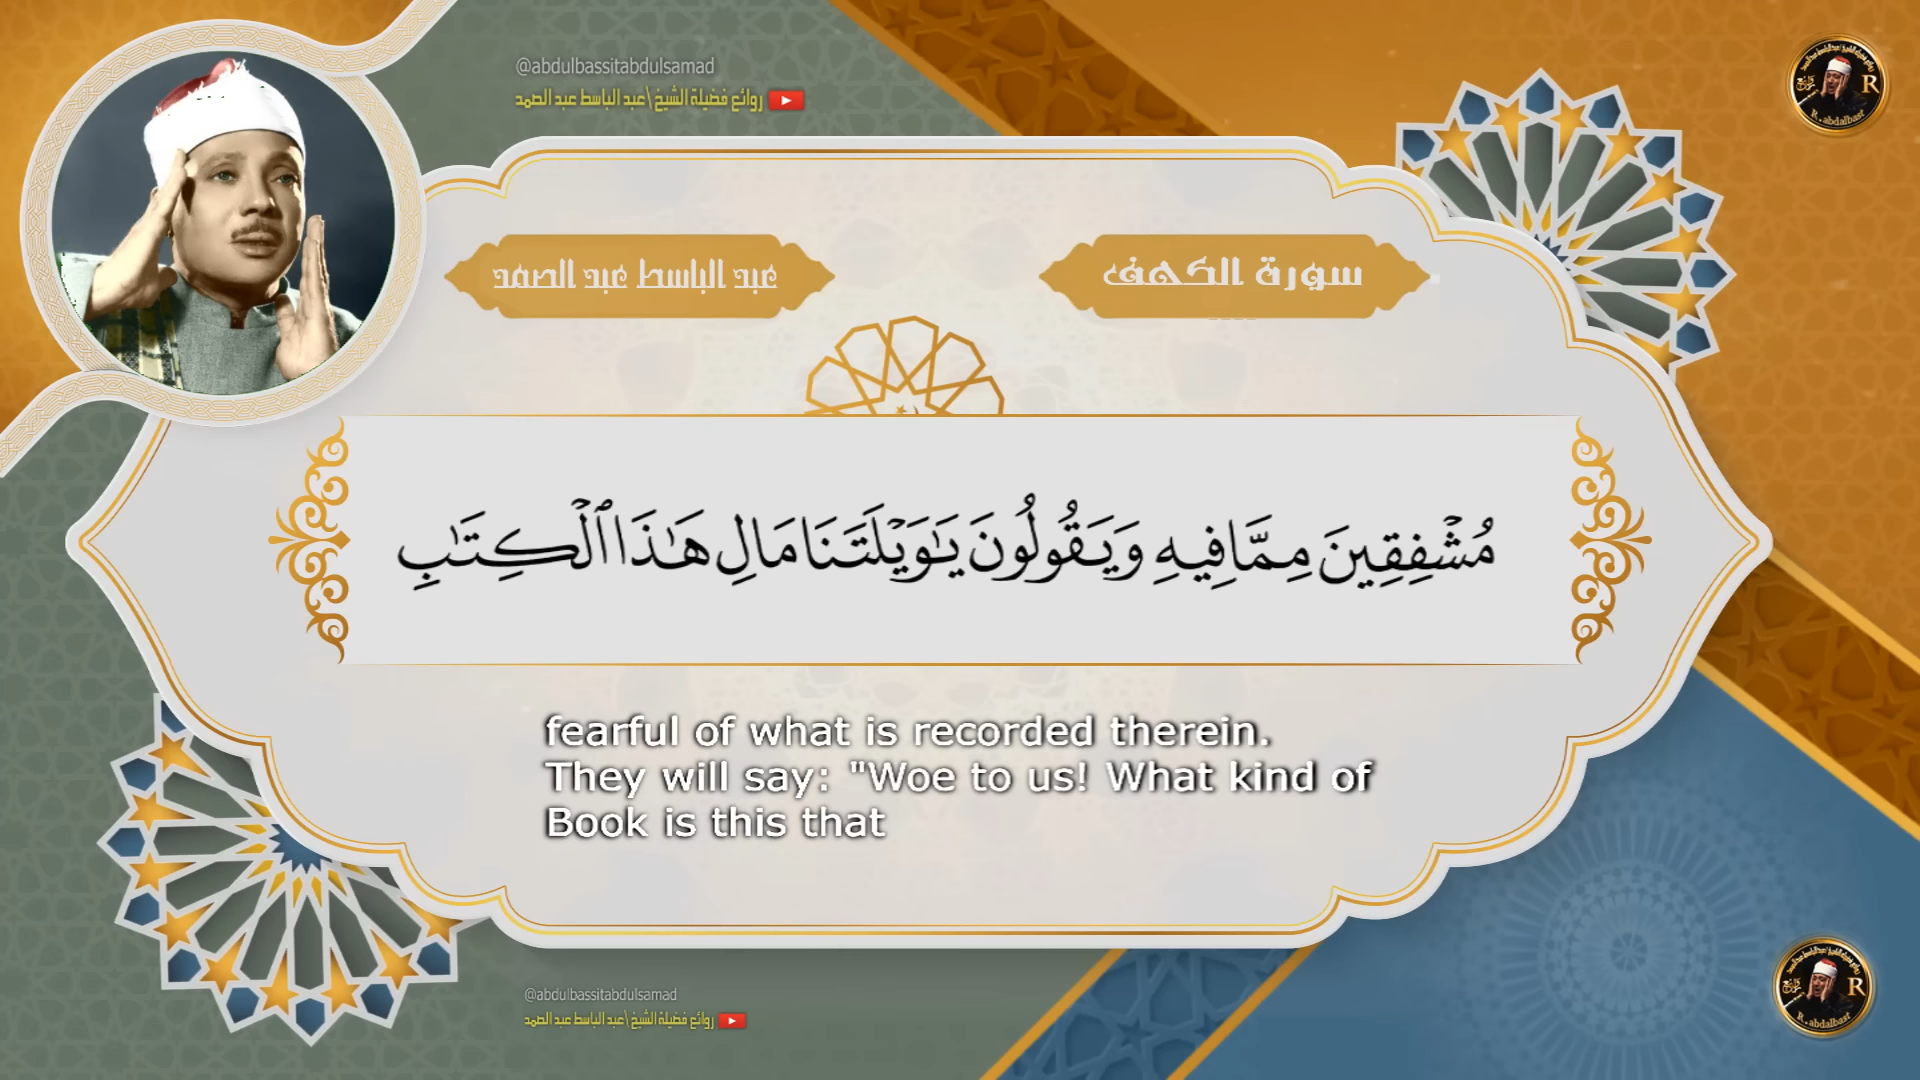 @abdulbassitabdulsamad
روائع فضيلة الشيخ\عبد الباسط عبد الصمد
سورة الكهف
عبد الباسط عبد الصمد
مُشْفِقِينَ مِمَّا فِيهِ وَيَقُولُونَ يَٰوَيْلَتَنَا مَالِ هَٰذَا ٱلْكِتَٰبِ
fearful of what is recorded therein.
They will say: "Woe to us! What kind of
Book is this that
@abdulbassitabdulsamad
روائع فضيلة الشيخ\عبد الباسط عبد الصمد
R
R.abdalbast
R
R.abdalbast